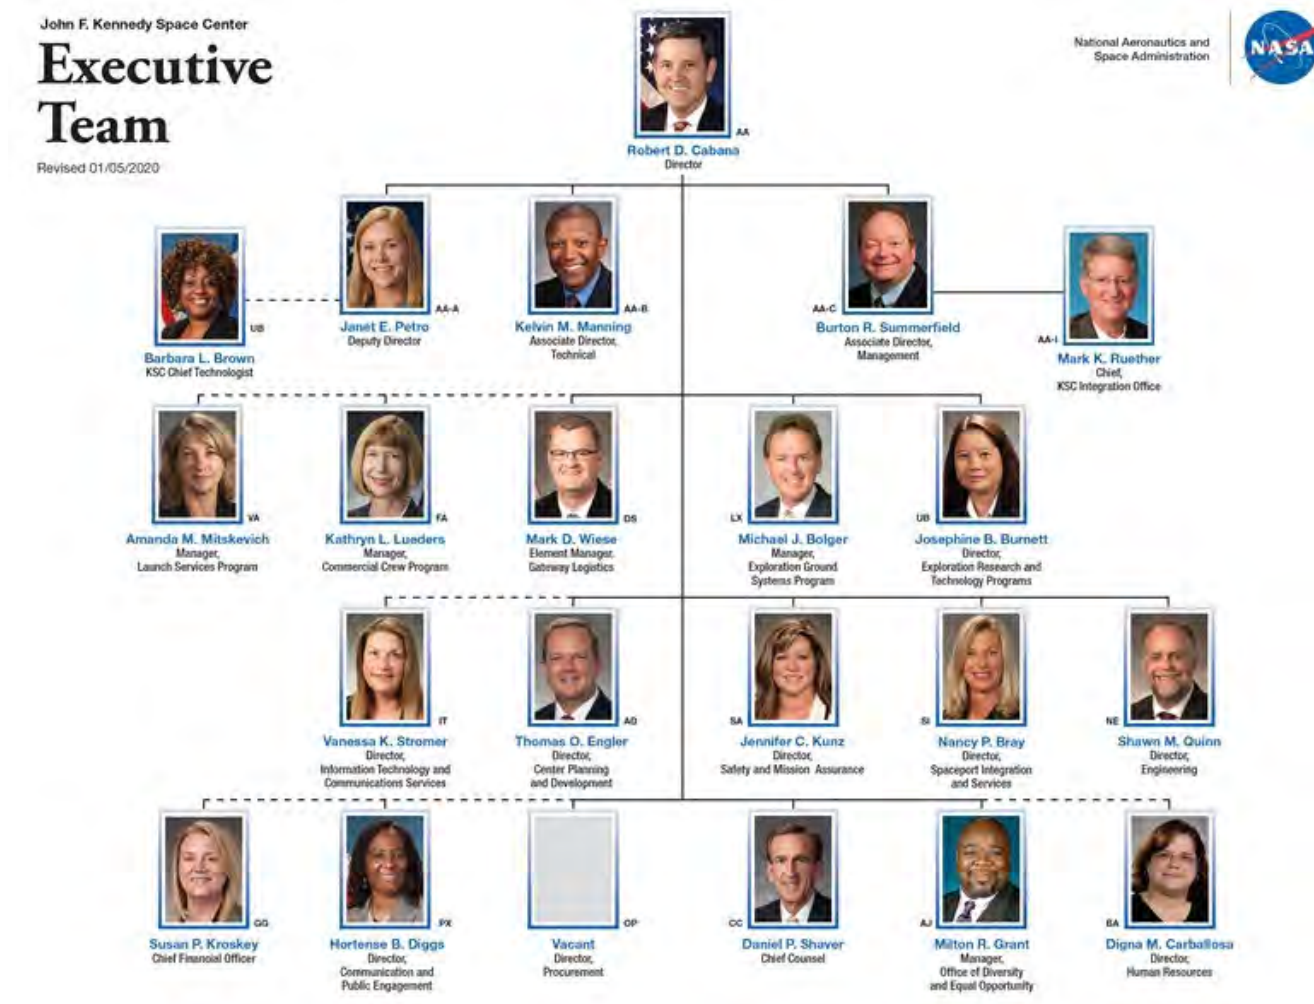 John F. Kennedy Space Center
Executive
Team
Revised 01/05/2020
National Aeronautics and
Space Administration
NASA
AA
Robert D. Cabana
Director
UB
Barbara L. Brown
KSC Chief Technologist
AA-A
Janet E. Petro
Deputy Director
AA-B
Kelvin M. Manning
Associate Director,
Technical
AA-C
Burton R. Summerfield
Associate Director,
Management
AA-I
Mark K. Ruether
Chief,
KSC Integration Office
VA
Amanda M. Mitskevich
Manager,
Launch Services Program
FA
Kathryn L. Lueders
Manager,
Commercial Crew Program
DS
Mark D. Wiese
Element Manager,
Gateway Logistics
LX
Michael J. Bolger
Manager,
Exploration Ground
Systems Program
UB
Josephine B. Burnett
Director,
Exploration Research and
Technology Programs
IT
Vanessa K. Stromer
Director,
Information Technology and
Communications Services
AD
Thomas O. Engler
Director,
Center Planning
and Development
SA
Jennifer C. Kunz
Director,
Safety and Mission Assurance
SI
Nancy P. Bray
Director,
Spaceport Integration
and Services
NE
Shawn M. Quinn
Director,
Engineering
GG
Susan P. Kroskey
Chief Financial Officer
PX
Hortense B. Diggs
Director,
Communication and
Public Engagement
OP
Vacant
Director,
Procurement
CC
Daniel P. Shaver
Chief Counsel
AJ
Milton R. Grant
Manager,
Office of Diversity
and Equal Opportunity
BA
Digna M. Carballosa
Director,
Human Resources